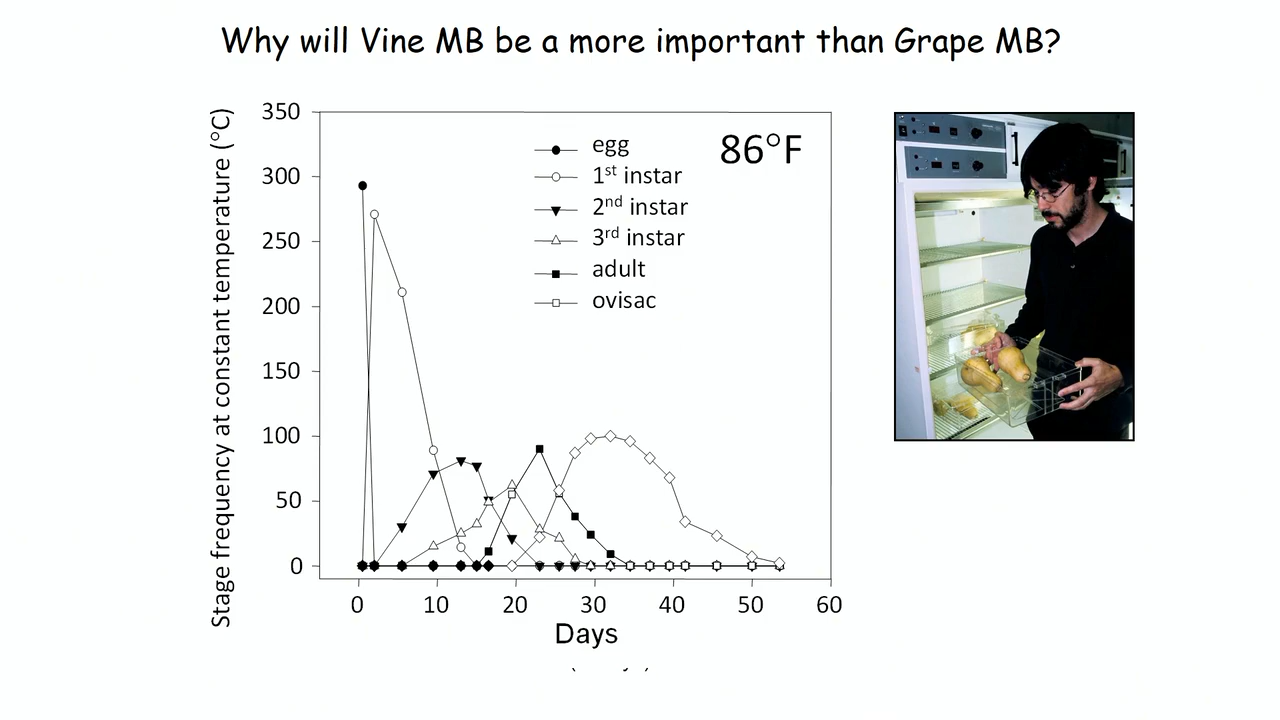 Why will Vine MB be a more important than Grape MB?
Stage frequency at constant temperature (°C)
350
300
250
200
150
100
50
0
86°F
egg
1st instar
2nd instar
3rd instar
adult
ovisac
0 10 20 30 40 50 60
Days